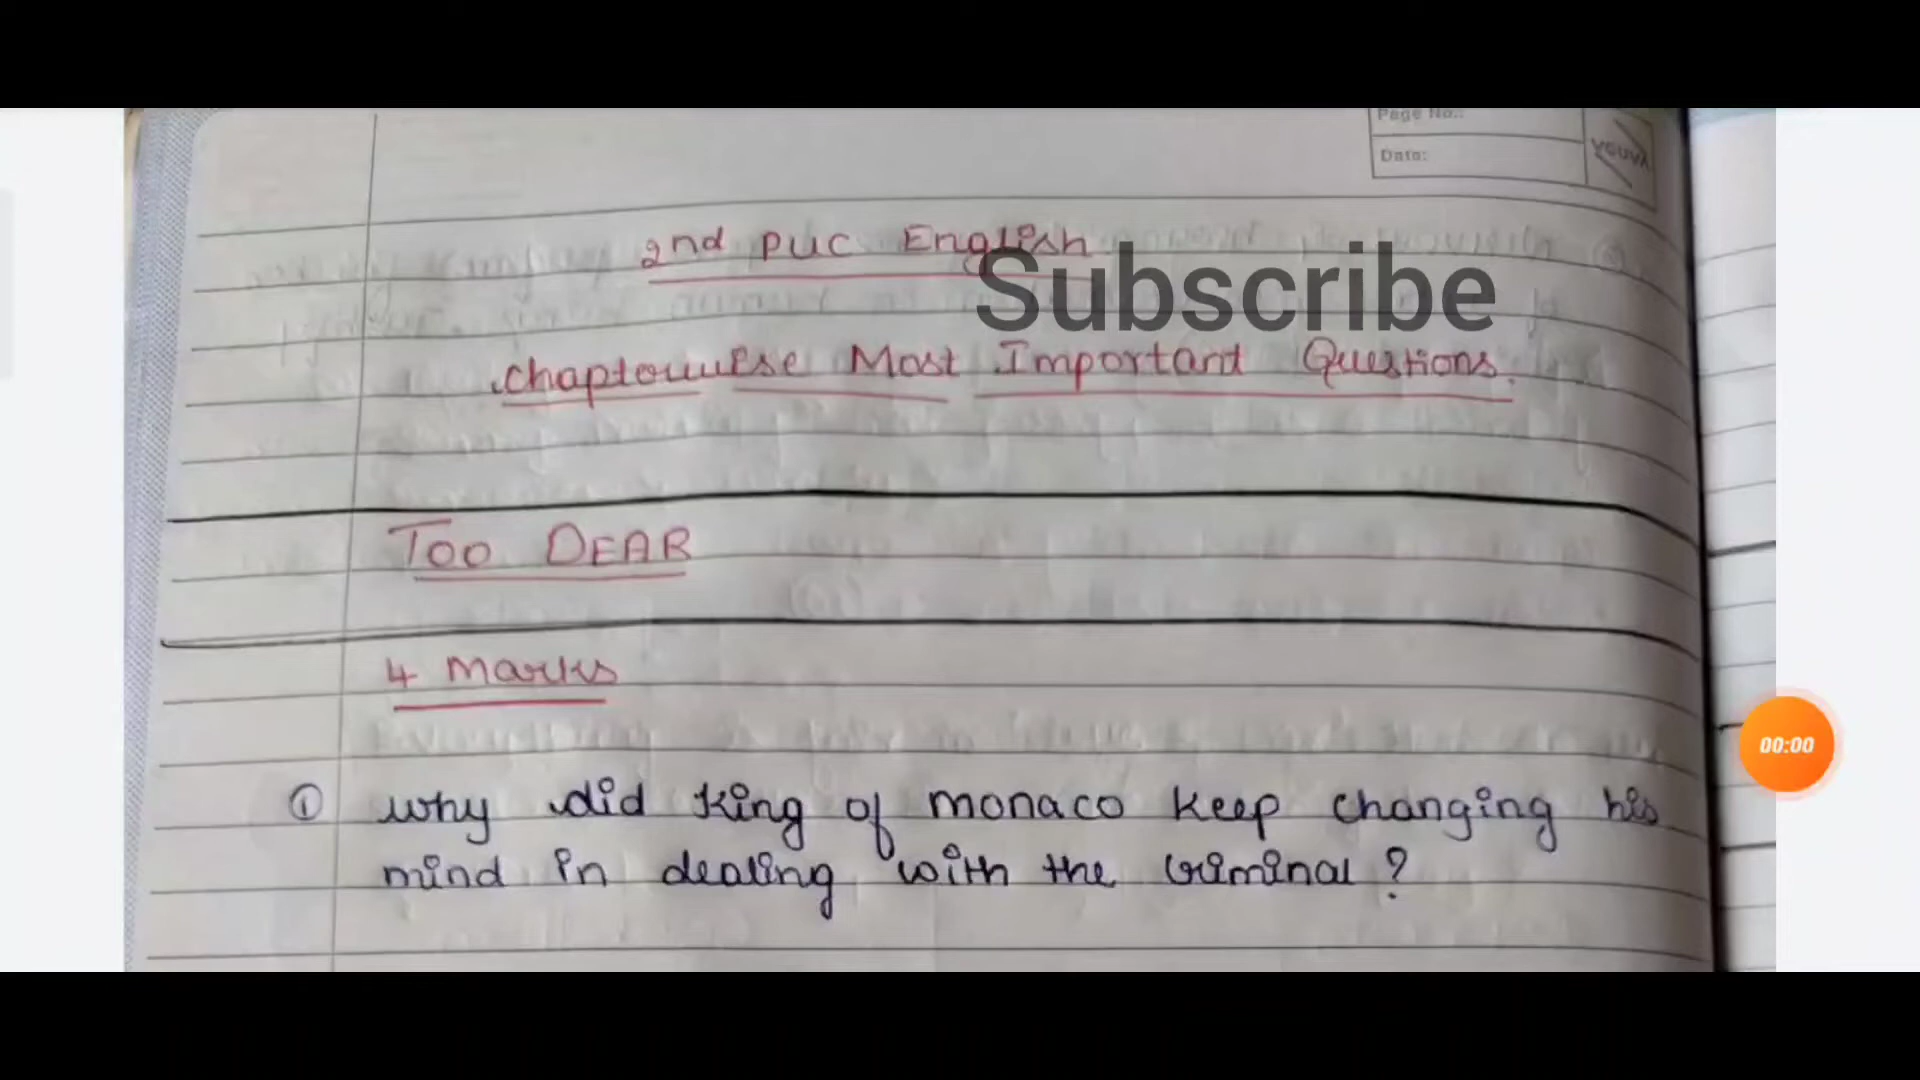 Page No.:
Date:
YOUVA
2nd PUC English
Subscribe
chapterwise Most Important Questions.
TOO DEAR
4 Marks
① why did king of monaco keep changing his
mind in dealing with the criminal ?
00:00